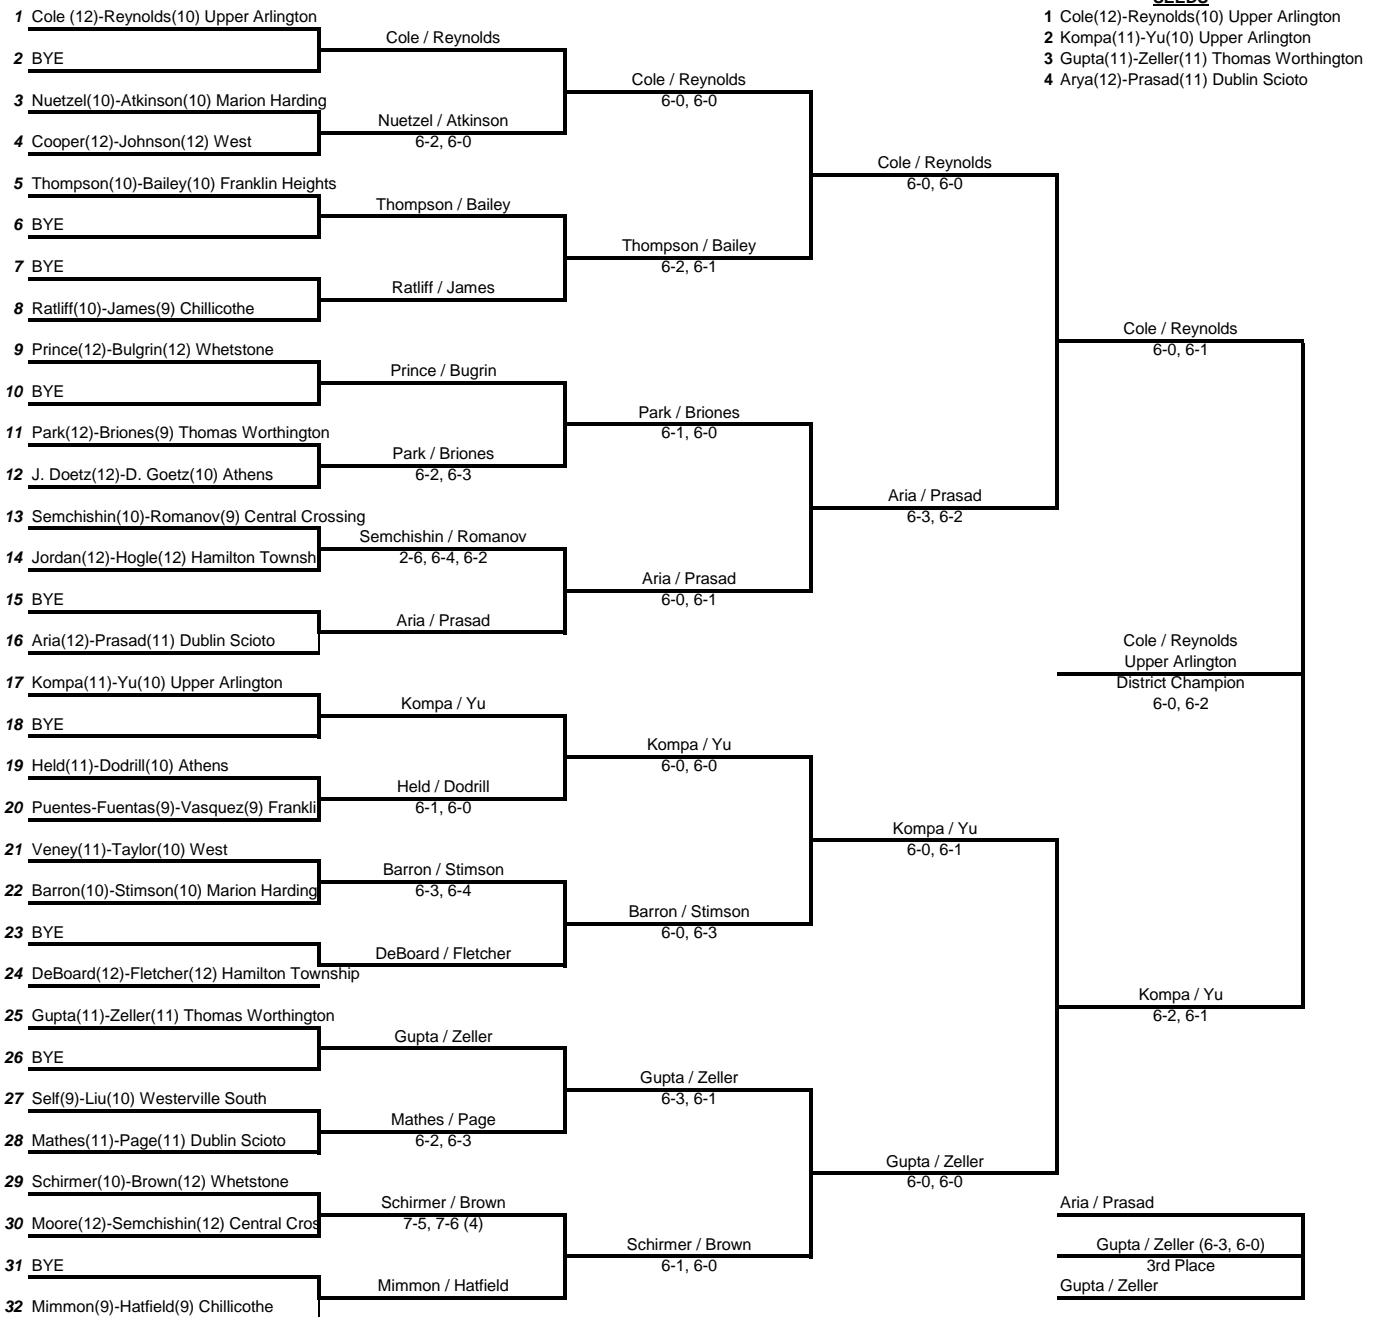 SEEDS
1 Cole(12)-Reynolds(10) Upper Arlington
2 Kompa(11)-Yu(10) Upper Arlington
3 Gupta(11)-Zeller(11) Thomas Worthington
4 Arya(12)-Prasad(11) Dublin Scioto
1 Cole (12)-Reynolds(10) Upper Arlington
2 BYE
3 Nuetzel(10)-Atkinson(10) Marion Harding
4 Cooper(12)-Johnson(12) West
5 Thompson(10)-Bailey(10) Franklin Heights
6 BYE
7 BYE
8 Ratliff(10)-James(9) Chillicothe
9 Prince(12)-Bulgrin(12) Whetstone
10 BYE
11 Park(12)-Briones(9) Thomas Worthington
12 J. Doetz(12)-D. Goetz(10) Athens
13 Semchishin(10)-Romanov(9) Central Crossing
14 Jordan(12)-Hogle(12) Hamilton Townsh
15 BYE
16 Aria(12)-Prasad(11) Dublin Scioto
17 Kompa(11)-Yu(10) Upper Arlington
18 BYE
19 Held(11)-Dodrill(10) Athens
20 Puentes-Fuentas(9)-Vasquez(9) Frankli
21 Veney(11)-Taylor(10) West
22 Barron(10)-Stimson(10) Marion Harding
23 BYE
24 DeBoard(12)-Fletcher(12) Hamilton Township
25 Gupta(11)-Zeller(11) Thomas Worthington
26 BYE
27 Self(9)-Liu(10) Westerville South
28 Mathes(11)-Page(11) Dublin Scioto
29 Schirmer(10)-Brown(12) Whetstone
30 Moore(12)-Semchishin(12) Central Cros
31 BYE
32 Mimmon(9)-Hatfield(9) Chillicothe
Cole / Reynolds
Nuetzel / Atkinson
6-2, 6-0
Thompson / Bailey
Ratliff / James
Prince / Bugrin
Park / Briones
6-2, 6-3
Semchishin / Romanov
2-6, 6-4, 6-2
Aria / Prasad
Kompa / Yu
Held / Dodrill
6-1, 6-0
Barron / Stimson
6-3, 6-4
DeBoard / Fletcher
Gupta / Zeller
Mathes / Page
6-2, 6-3
Schirmer / Brown
7-5, 7-6 (4)
Mimmon / Hatfield
Cole / Reynolds
6-0, 6-0
Thompson / Bailey
6-2, 6-1
Park / Briones
6-1, 6-0
Aria / Prasad
6-0, 6-1
Kompa / Yu
6-0, 6-0
Barron / Stimson
6-0, 6-3
Gupta / Zeller
6-3, 6-1
Schirmer / Brown
6-1, 6-0
Cole / Reynolds
6-0, 6-0
Aria / Prasad
6-3, 6-2
Kompa / Yu
6-0, 6-1
Gupta / Zeller
6-0, 6-0
Cole / Reynolds
6-0, 6-1
Kompa / Yu
6-2, 6-1
Cole / Reynolds
Upper Arlington
District Champion
6-0, 6-2
Aria / Prasad
Gupta / Zeller (6-3, 6-0)
3rd Place
Gupta / Zeller